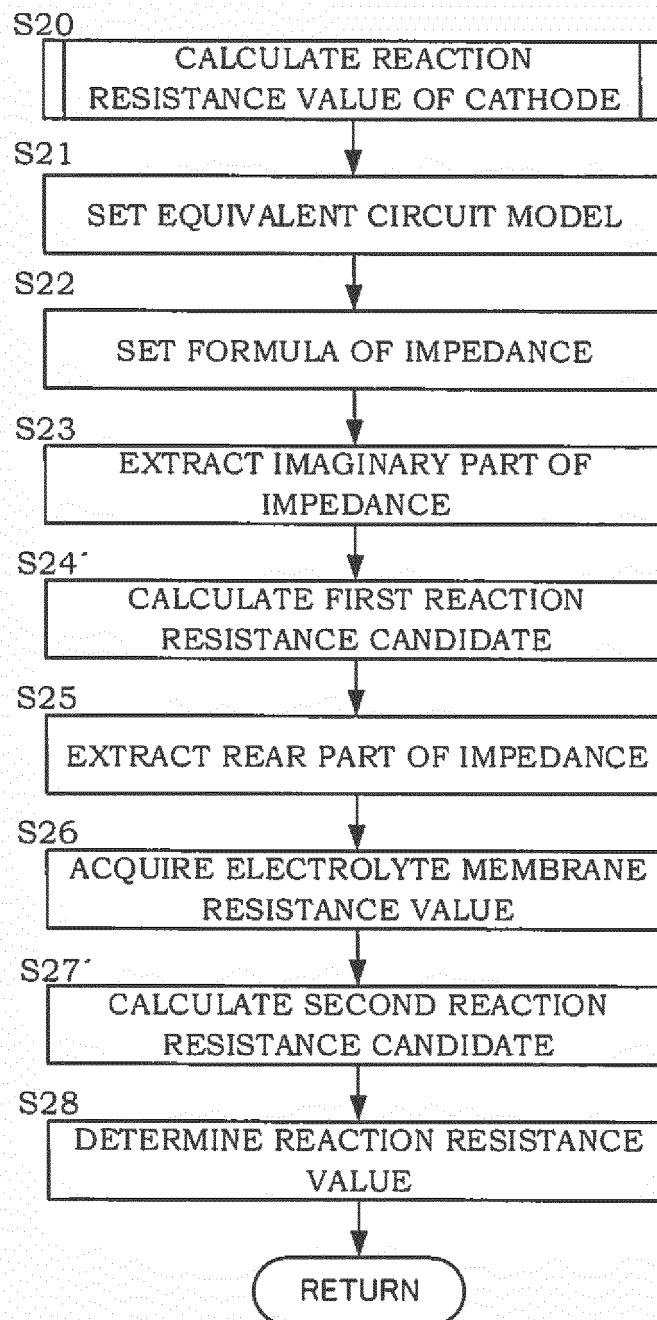 S20
CALCULATE REACTION
RESISTANCE VALUE OF CATHODE
S21
SET EQUIVALENT CIRCUIT MODEL
S22
SET FORMULA OF IMPEDANCE
S23
EXTRACT IMAGINARY PART OF
IMPEDANCE
S24´
CALCULATE FIRST REACTION
RESISTANCE CANDIDATE
S25
EXTRACT REAR PART OF IMPEDANCE
S26
ACQUIRE ELECTROLYTE MEMBRANE
RESISTANCE VALUE
S27´
CALCULATE SECOND REACTION
RESISTANCE CANDIDATE
S28
DETERMINE REACTION RESISTANCE
VALUE
RETURN